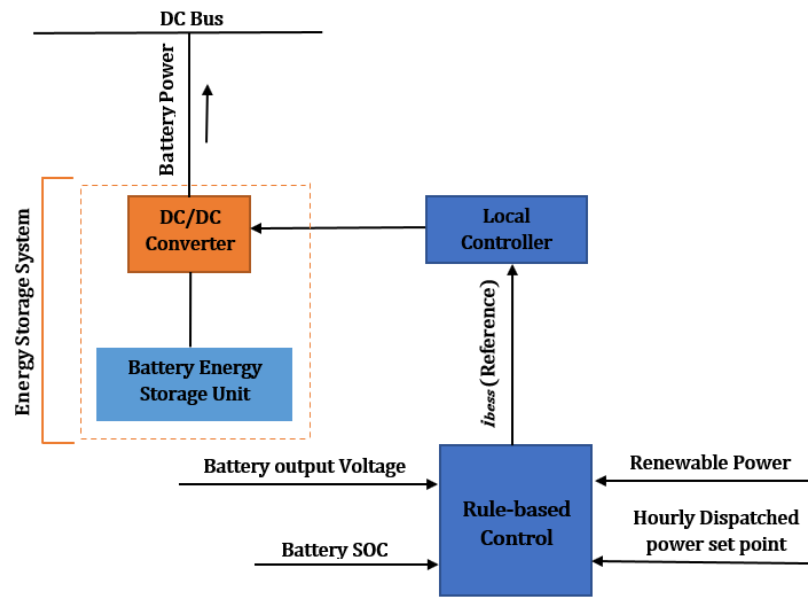 DC Bus
Battery Power
Energy Storage System
DC/DC
Converter
Local
Controller
Battery Energy
Storage Unit
ibess (Reference)
Battery output Voltage
Battery SOC
Rule-based
Control
Renewable Power
Hourly Dispatched
power set point